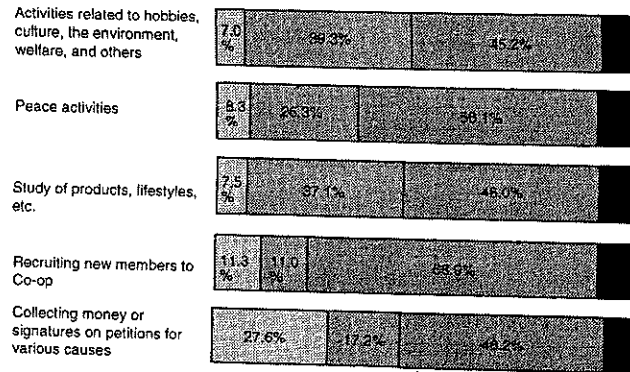 Activities related to hobbies,
culture, the environment,
welfare, and others
7.0
%
39.3%
45.2%
Peace activities
8.3
%
26.3%
58.1%
Study of products, lifestyles,
etc.
7.5
%
37.1%
Recruiting new members to
Co-op
11.3
%
11.0
%
68.9%
Collecting money or
signatures on petitions for
various causes
27.6%
17.2%
48.2%